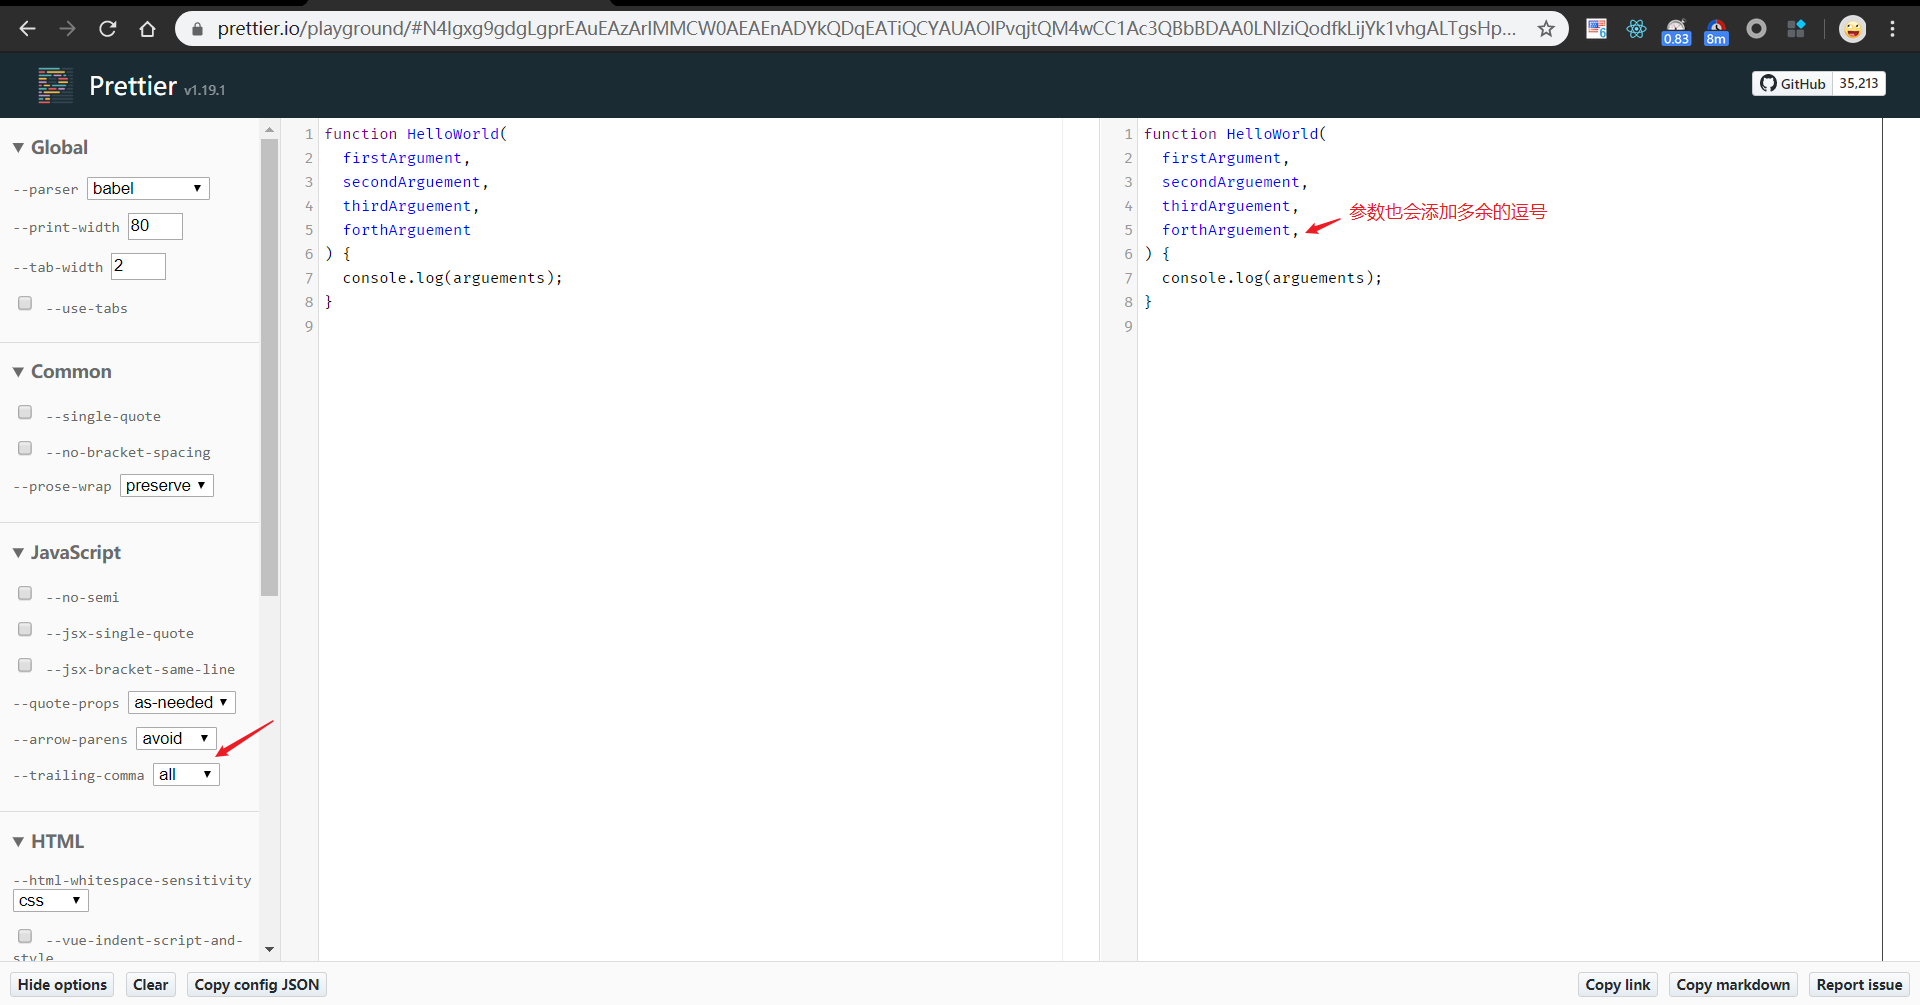 prettier.io/playground/#N4Igxg9gdgLgprEAuEAzArlMMCW0AEAEnADYkQDqEATiQCYAUAOlPvqjtQM4wCC1Ac3QBbBDAA0LNIziQodfkLijYk1vhgALTgsHp...
0.83
8m
Prettier v1.19.1
GitHub 35,213
Global
--parser babel
--print-width 80
--tab-width 2
--use-tabs
Common
--single-quote
--no-bracket-spacing
--prose-wrap preserve
JavaScript
--no-semi
--jsx-single-quote
--jsx-bracket-same-line
--quote-props as-needed
--arrow-parens avoid
--trailing-comma all
HTML
--html-whitespace-sensitivity
css
--vue-indent-script-and-
style
1 function HelloWorld(
2 firstArgument,
3 secondArguement,
4 thirdArguement,
5 forthArguement
6 ) {
7 console.log(arguements);
8 }
9
1 function HelloWorld(
2 firstArgument,
3 secondArguement,
4 thirdArguement,
参数也会添加多余的逗号
5 forthArguement,
6 ) {
7 console.log(arguements);
8 }
9
Hide options Clear Copy config JSON Copy link Copy markdown Report issue